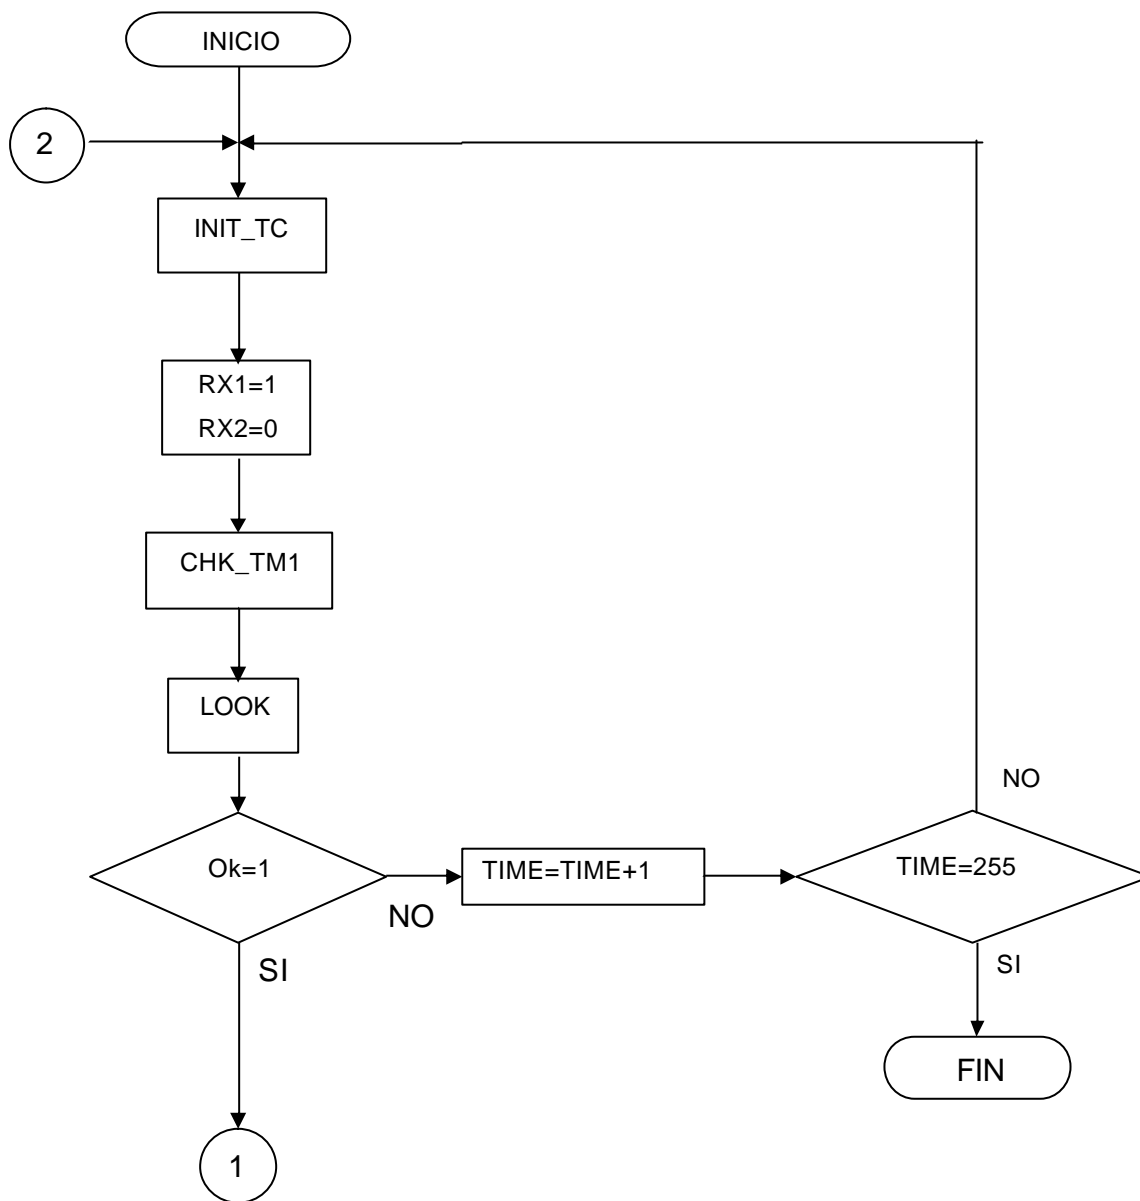 INICIO
2
INIT_TC
RX1=1
RX2=0
CHK_TM1
LOOK
NO
Ok=1
TIME=TIME+1
TIME=255
NO
SI
SI
FIN
1